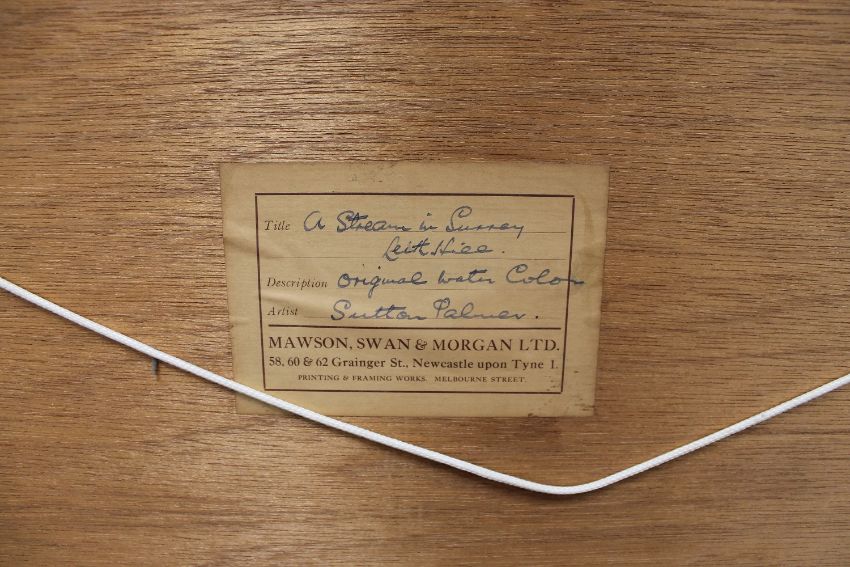 Title A Stream in Surrey
Leith Hill.
Description Original Water Color
Artist Sutton Palmer.
MAWSON, SWAN & MORGAN LTD.
58, 60 & 62 Grainger St., Newcastle upon Tyne 1.
PRINTING & FRAMING WORKS. MELBOURNE STREET.